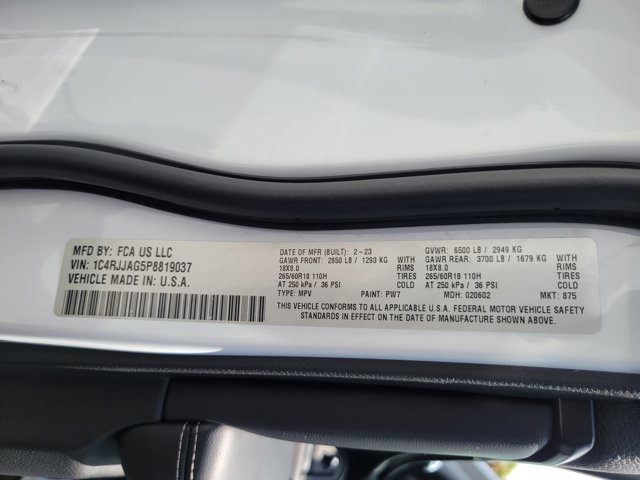 MFD BY: FCA US LLC
VIN: 1C4RJJAG5P8819037
VEHICLE MADE IN: U.S.A.
DATE OF MFR (BUILT): 2-23 GVWR: 6500 LB / 2949 KG
GAWR FRONT: 2850 LB / 1293 KG WITH GAWR REAR: 3700 LB / 1679 KG WITH
18X8.0 RIMS 18X8.0 RIMS
265/60R18 110H TIRES 265/60R18 110H TIRES
AT 250 kPa / 36 PSI COLD AT 250 kPa / 36 PSI COLD
TYPE: MPV PAINT: PW7 MDH: 020602 MKT: 875
THIS VEHICLE CONFORMS TO ALL APPLICABLE U.S.A. FEDERAL MOTOR VEHICLE SAFETY
STANDARDS IN EFFECT ON THE DATE OF MANUFACTURE SHOWN ABOVE.